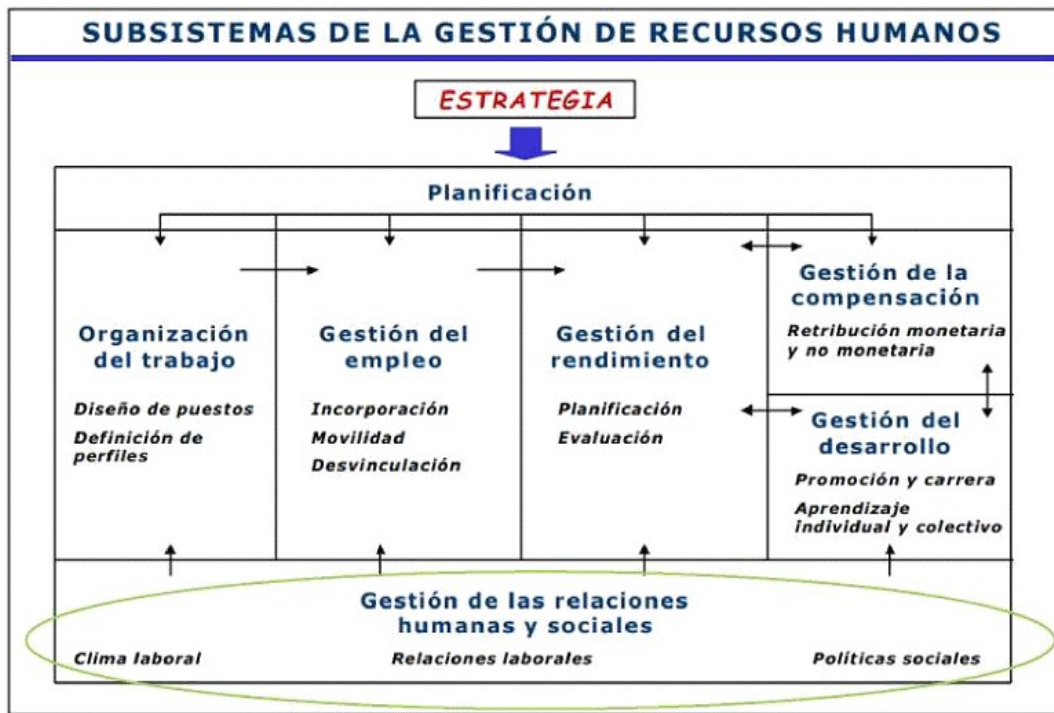 SUBSISTEMAS DE LA GESTIÓN DE RECURSOS HUMANOS
ESTRATEGIA
Planificación
Organización
del trabajo
Diseño de puestos
Definición de
perfiles
Gestión del
empleo
Incorporación
Movilidad
Desvinculación
Gestión del
rendimiento
Planificación
Evaluación
Gestión de la
compensación
Retribución monetaria
y no monetaria
Gestión del
desarrollo
Promoción y carrera
Aprendizaje
individual y colectivo
Gestión de las relaciones
humanas y sociales
Clima laboral
Relaciones laborales
Políticas sociales